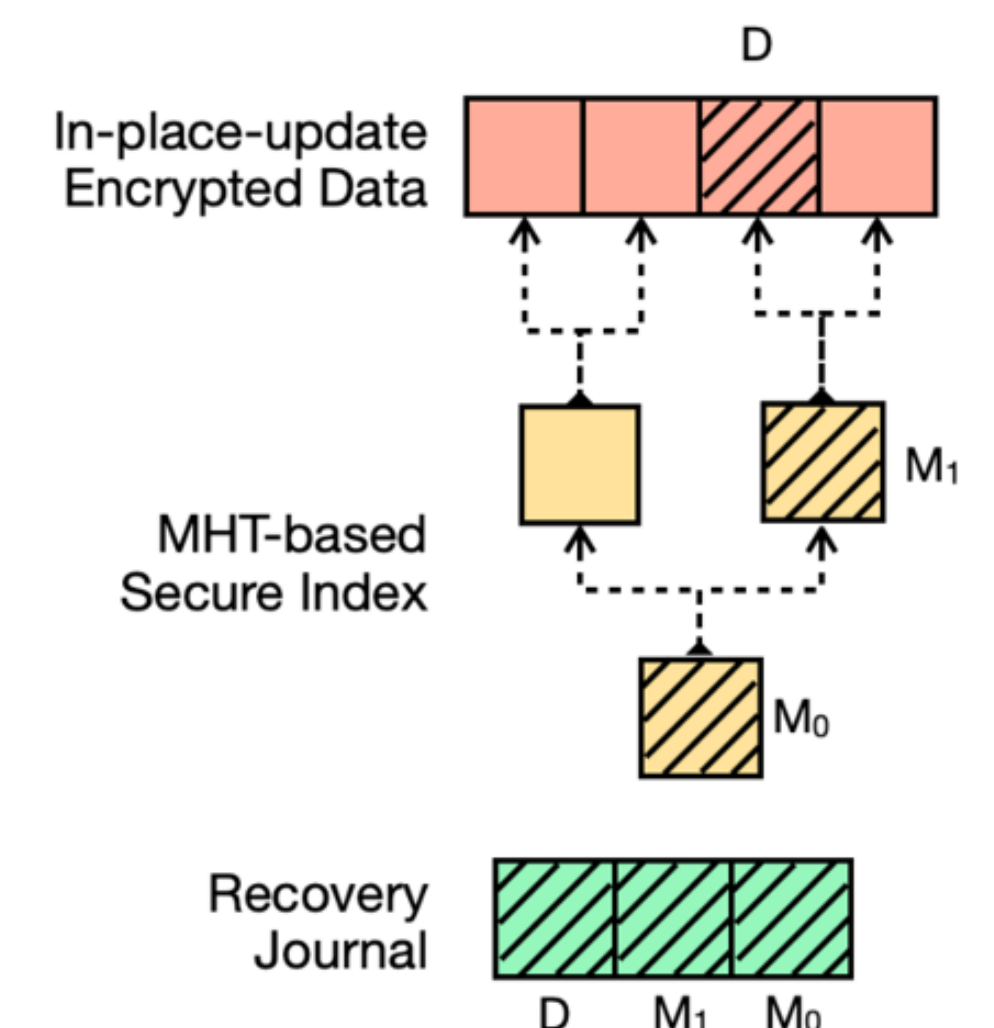 D
In-place-update
Encrypted Data
M₁
MHT-based
Secure Index
M₀
Recovery
Journal
D M₁ M₀